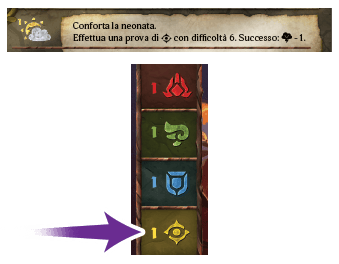 1
Conforta la neonata.
Effettua una prova di con difficoltà 6. Successo: -1.
1
1
1
1